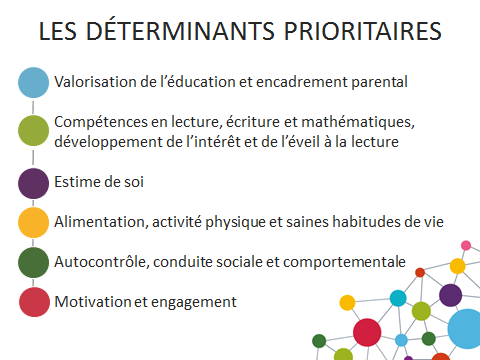 LES DÉTERMINANTS PRIORITAIRES
Valorisation de l'éducation et encadrement parental
Compétences en lecture, écriture et mathématiques,
développement de l'intérêt et de l'éveil à la lecture
Estime de soi
Alimentation, activité physique et saines habitudes de vie
Autocontrôle, conduite sociale et comportementale
Motivation et engagement